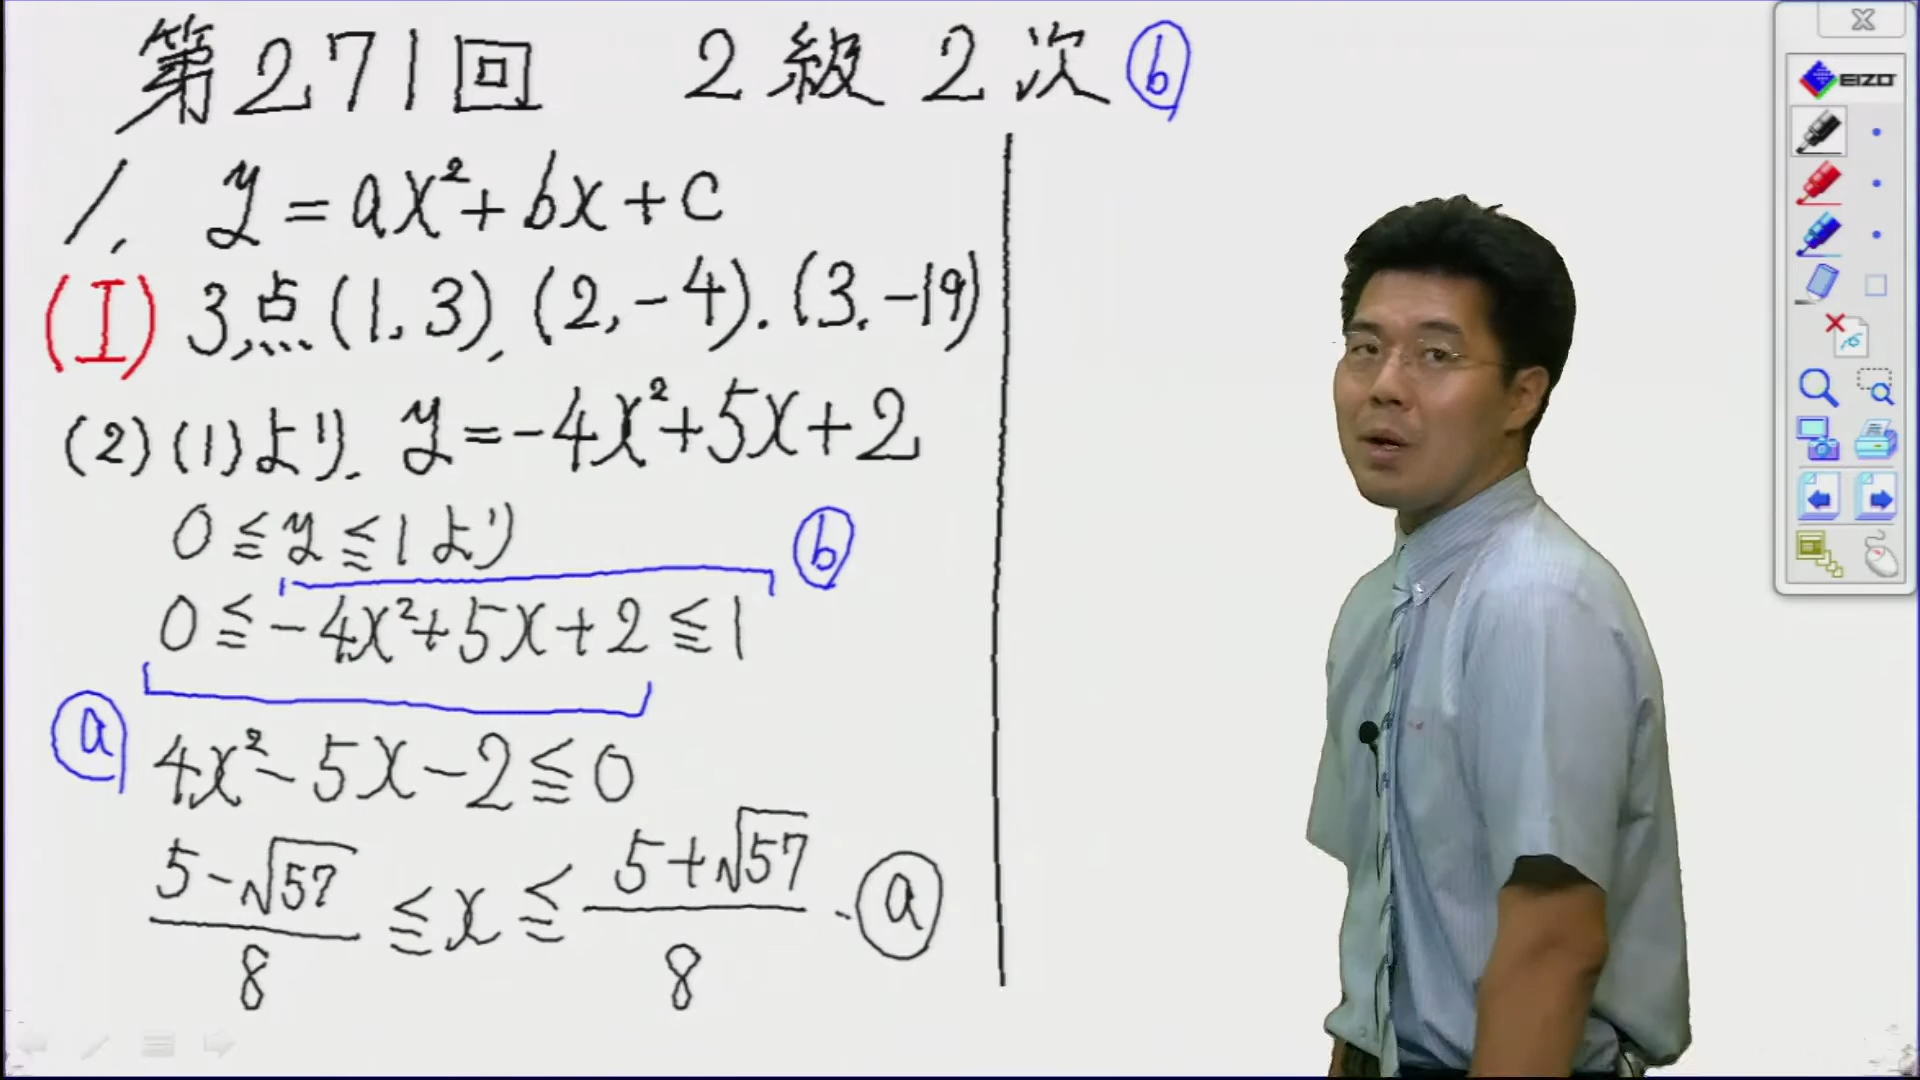 第271回 2級2次 ⓑ
1. y=ax²+bx+c
(I) 3点(1,3), (2,-4). (3.-19)
(2)(1)より. y=-4x²+5x+2
0≦y≦1より ⓑ
0≦-4x²+5x+2≦1
ⓐ
4x²-5x-2≦0
(5-√57)/8 ≦x≦ (5+√57)/8 -ⓐ
EIZO